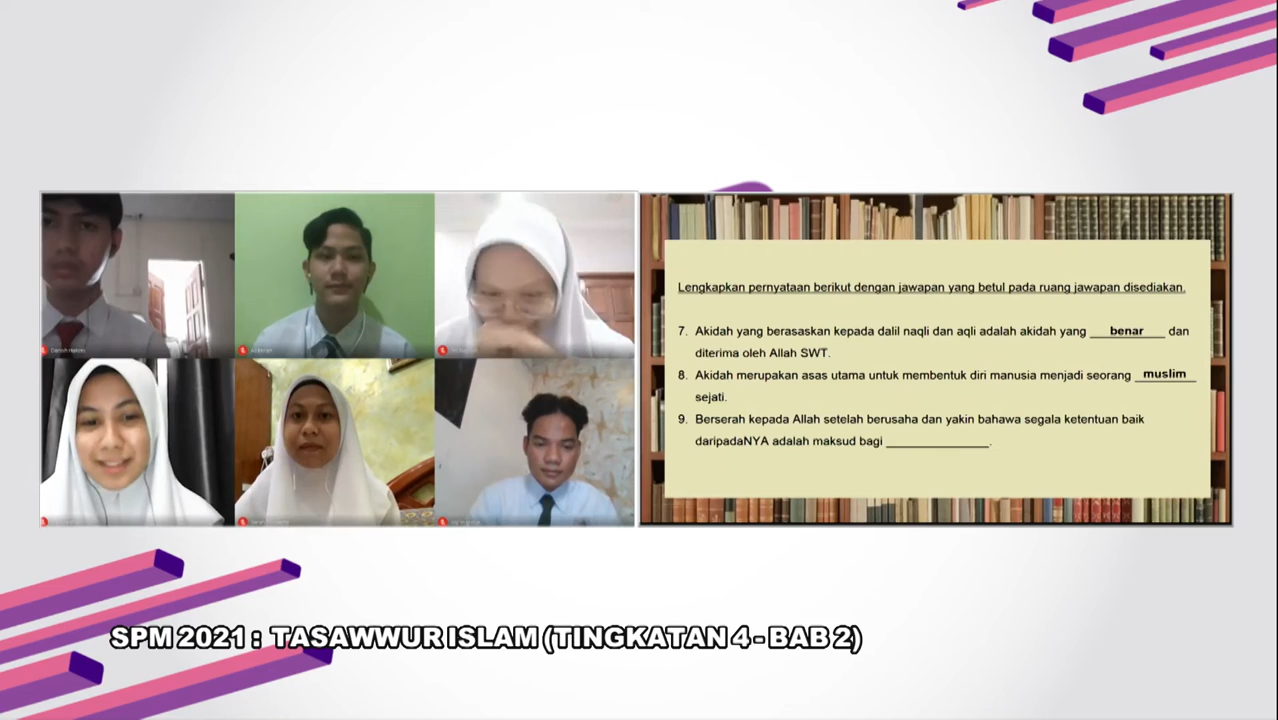 Lengkapkan pernyataan berikut dengan jawapan yang betul pada ruang jawapan disediakan.
7. Akidah yang berasaskan kepada dalil naqli dan aqli adalah akidah yang benar dan
diterima oleh Allah SWT.
8. Akidah merupakan asas utama untuk membentuk diri manusia menjadi seorang muslim
sejati.
9. Berserah kepada Allah setelah berusaha dan yakin bahawa segala ketentuan baik
daripadaNYA adalah maksud bagi _______________.
SPM 2021 : TASAWWUR ISLAM (TINGKATAN 4 - BAB 2)